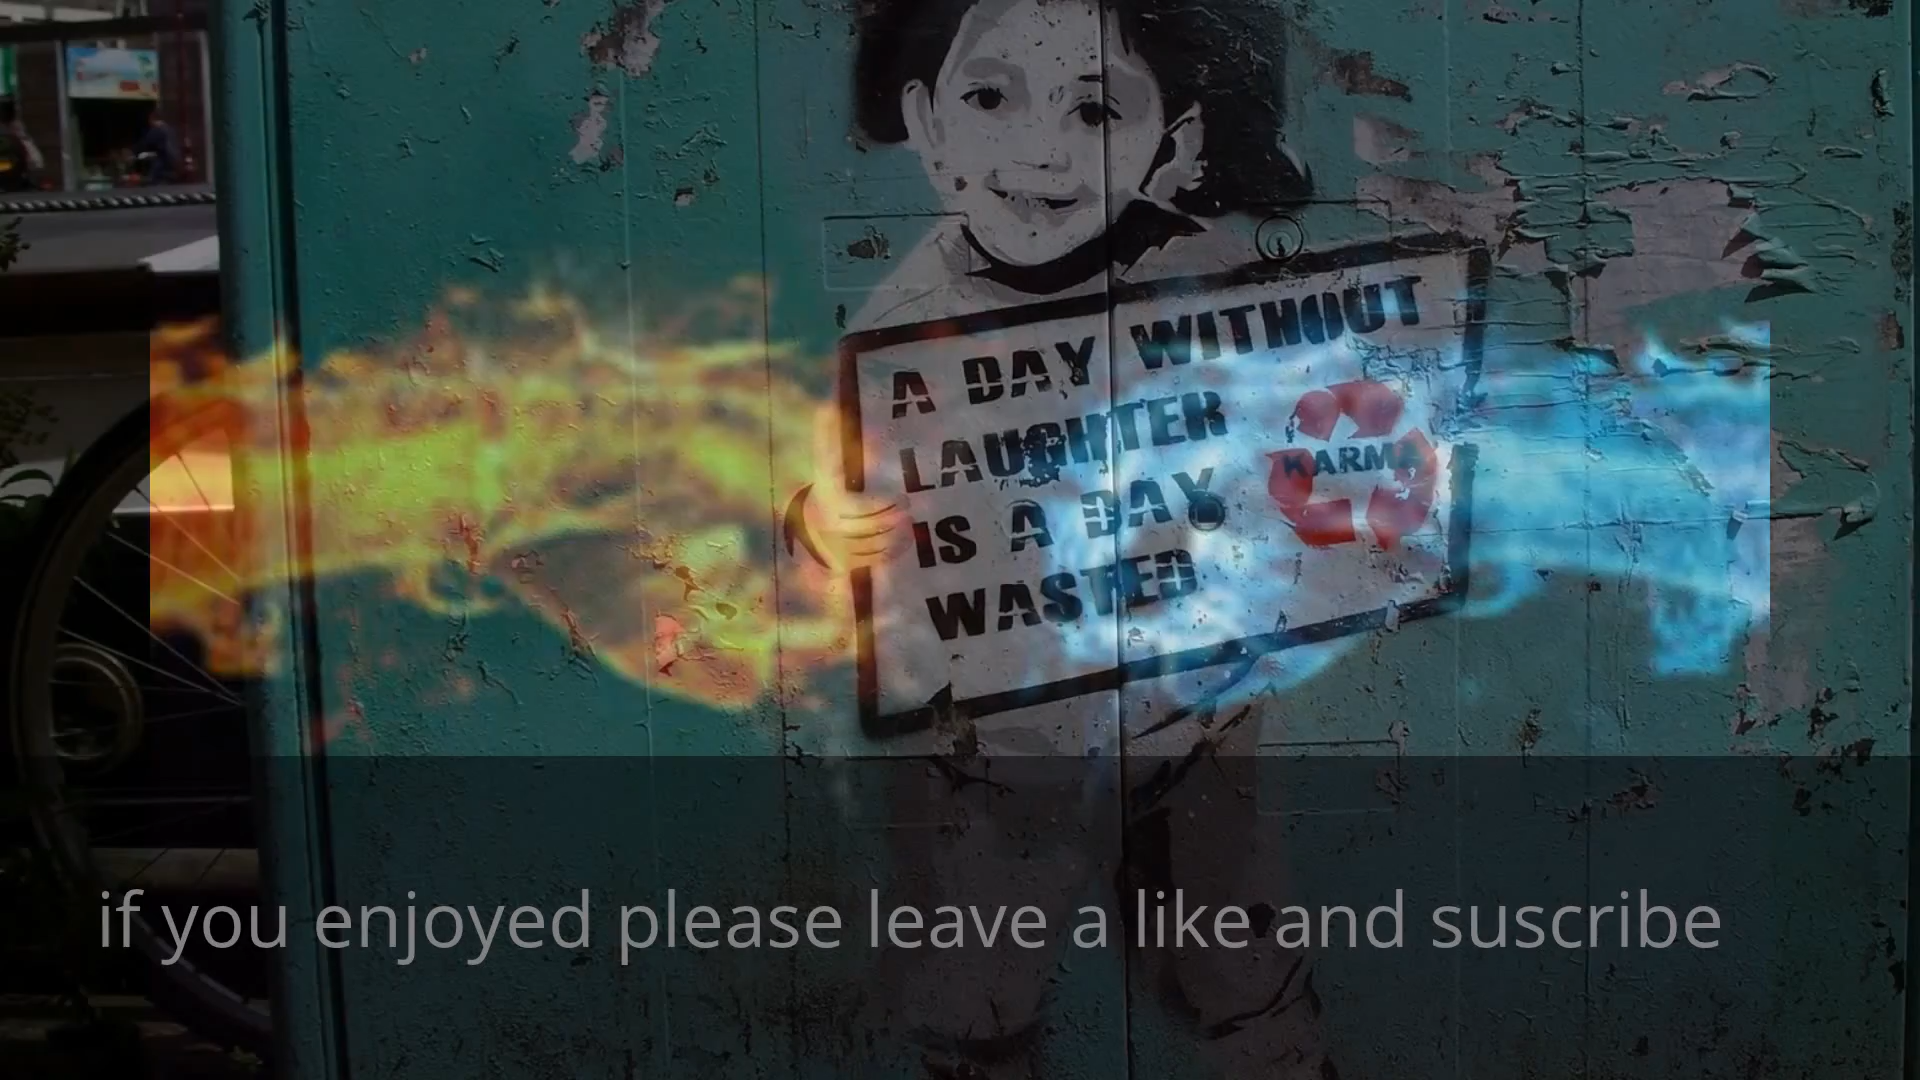 A DAY WITHOUT
LAUGHTER
IS A DAY
WASTED
KARMA
if you enjoyed please leave a like and suscribe